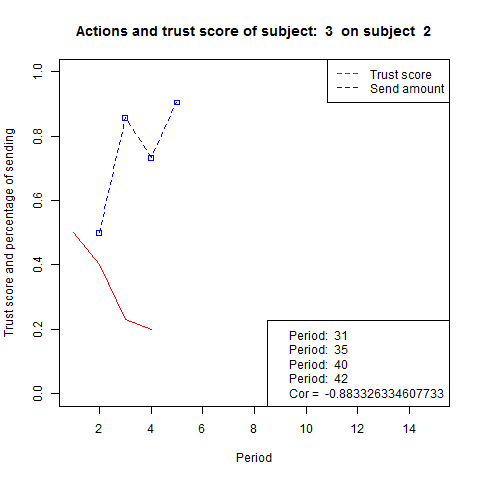 Actions and trust score of subject: 3 on subject 2
Trust score and percentage of sending
1.0
0.8
0.6
0.4
0.2
0.0
Trust score
Send amount
Period: 31
Period: 35
Period: 40
Period: 42
Cor = -0.883326334607733
2 4 6 8 10 12 14
Period